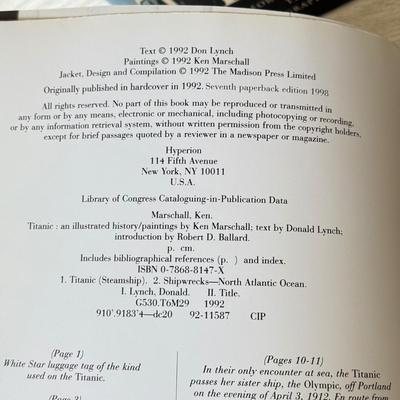 Text © 1992 Don Lynch
Paintings © 1992 Ken Marschall
Jacket, Design and Compilation © 1992 The Madison Press Limited
Originally published in hardcover in 1992. Seventh paperback edition 1998
All rights reserved. No part of this book may be reproduced or transmitted in
any form or by any means, electronic or mechanical, including photocopying or recording,
or by any information retrieval system, without written permission from the copyright holders,
except for brief passages quoted by a reviewer in a newspaper or magazine.
Hyperion
114 Fifth Avenue
New York, NY 10011
U.S.A.
Library of Congress Cataloguing-in-Publication Data
Marschall, Ken.
Titanic : an illustrated history/paintings by Ken Marschall; text by Donald Lynch;
introduction by Robert D. Ballard.
p. cm.
Includes bibliographical references (p. ) and index.
ISBN 0-7868-8147-X
1. Titanic (Steamship). 2. Shipwrecks—North Atlantic Ocean.
I. Lynch, Donald. II. Title.
G530.T6M29 1992
910'.9183'4—dc20 92-11587 CIP
(Page 1)
White Star luggage tag of the kind
used on the Titanic.
(Pages 10-11)
In their only encounter at sea, the Titanic
passes her sister ship, the Olympic, off Portland
on the evening of April 3, 1912. En route from